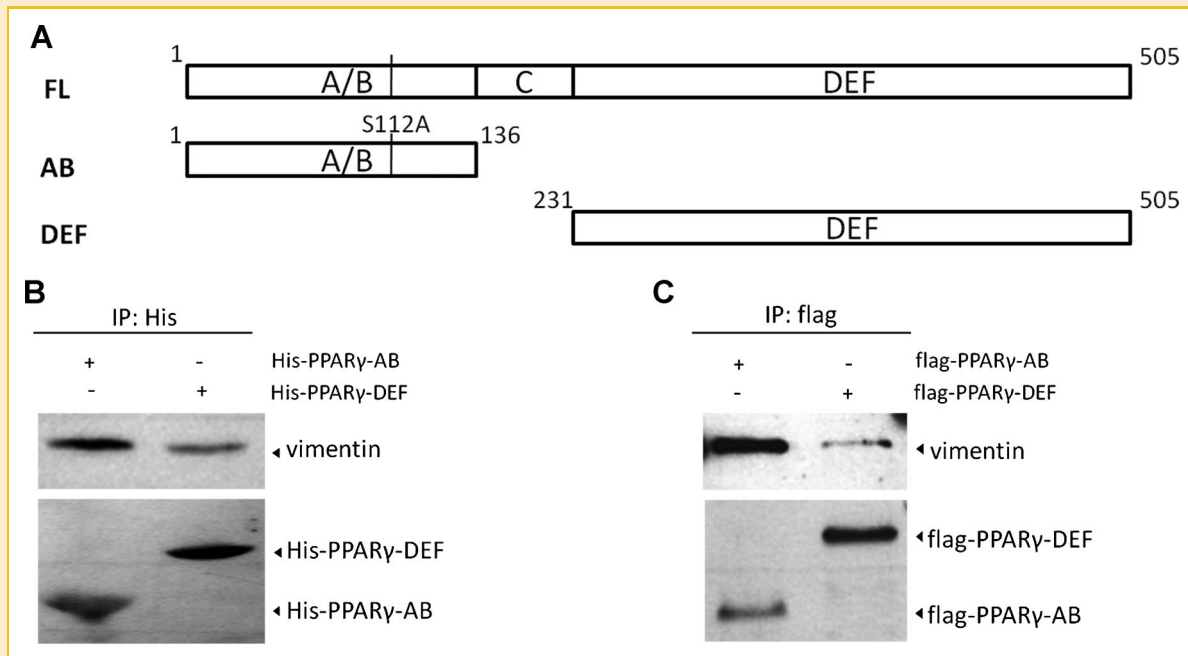 A
1 505
FL A/B C DEF
S112A
1 136
AB A/B
231 505
DEF DEF
B
IP: His
+ - His-PPARγ-AB
- + His-PPARγ-DEF
vimentin
His-PPARγ-DEF
His-PPARγ-AB
C
IP: flag
+ - flag-PPARγ-AB
- + flag-PPARγ-DEF
vimentin
flag-PPARγ-DEF
flag-PPARγ-AB